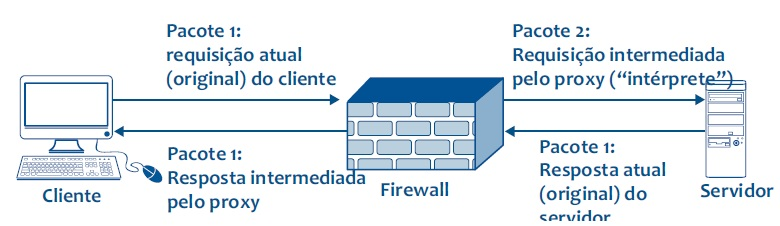 Pacote 1:
requisição atual
(original) do cliente
Pacote 2:
Requisição intermediada
pelo proxy (“intérprete”)
Pacote 1:
Resposta intermediada
pelo proxy
Pacote 1:
Resposta atual
(original) do
servidor
Cliente
Firewall
Servidor